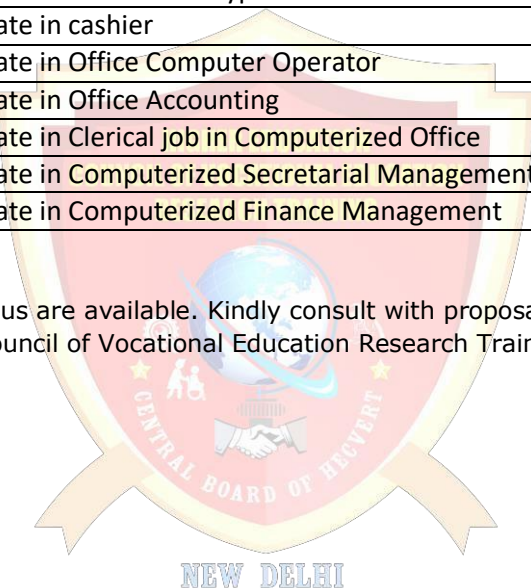 ate in cashier
ate in Office Computer Operator
ate in Office Accounting
ate in Clerical job in Computerized Office
ate in Computerized Secretarial Management
ate in Computerized Finance Management
us are available. Kindly consult with proposa
ouncil of Vocational Education Research Train
CENTRAL BOARD OF HECVERT
NEW DELHI